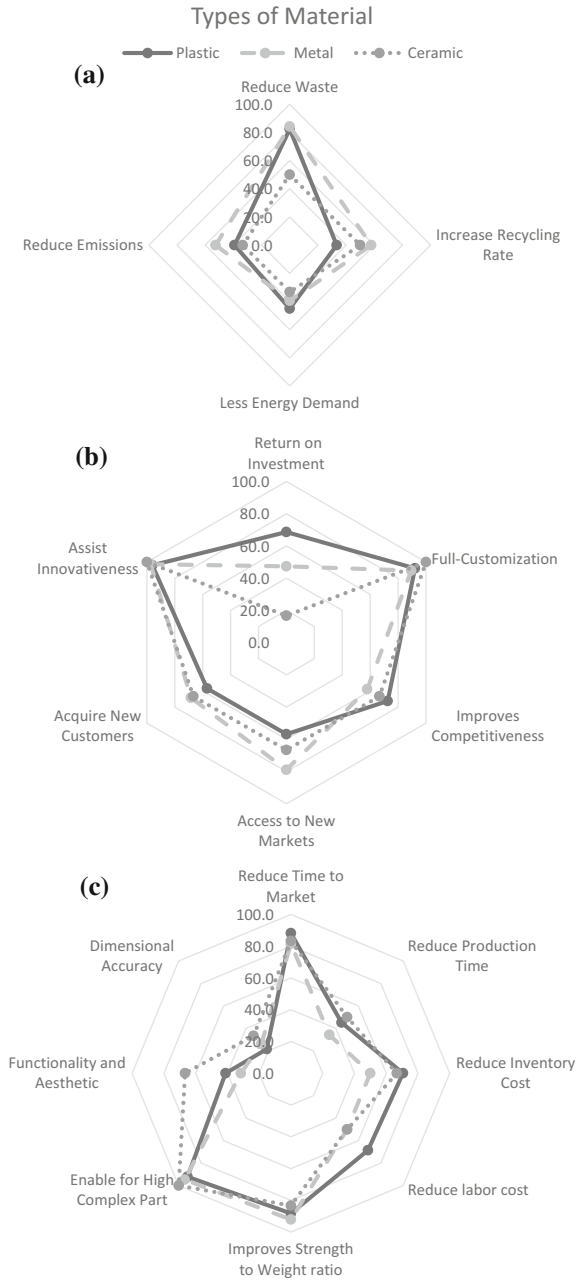 Types of Material
Plastic Metal Ceramic
(a)
Reduce Waste
100.0
80.0
60.0
40.0
20.0
0.0
Reduce Emissions
Increase Recycling
Rate
Less Energy Demand
(b)
Return on
Investment
100.0
80.0
60.0
40.0
20.0
0.0
Assist
Innovativeness
Full-Customization
Acquire New
Customers
Improves
Competitiveness
Access to New
Markets
(c)
Reduce Time to
Market
100.0
80.0
60.0
40.0
20.0
0.0
Dimensional
Accuracy
Reduce Production
Time
Functionality and
Aesthetic
Reduce Inventory
Cost
Enable for High
Complex Part
Reduce labor cost
Improves Strength
to Weight ratio